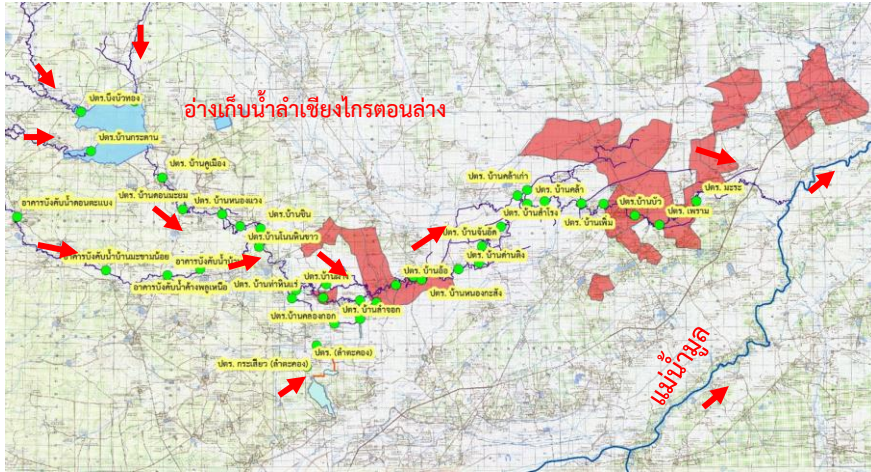 ปตร.บึงบัวทอง
อ่างเก็บน้ำลำเชียงไกรตอนล่าง
ปตร.บ้านกระดาน
ปตร. บ้านคูเมือง
ปตร. บ้านคล้าเก่า
ปตร. บ้านคล้า
ปตร. มะระ
ปตร. บ้านดอนมะยม
ปตร. บ้านหนองแวง
ปตร.บ้านบัว
อาคารบังคับน้ำดอนตะแบง
ปตร.บ้านซิน
ปตร. บ้านสำโรง
ปตร. เพราม
ปตร. บ้านเพิ่ม
ปตร.บ้านโนนหินขาว
ปตร. บ้านจันอัด
อาคารบังคับน้ำบ้านมะขามน้อย
ปตร.บ้านด่านติง
อาคารบังคับน้ำค้างพลูเหนือ
ปตร. บ้านท่าหินแร่
ปตร. บ้านอ้อ
ปตร. บ้านหนองกะสัง
ปตร.บ้านคลองกอก
ปตร. บ้านลำจอก
ปตร. (ลำตะคอง)
ปตร. กระเสียว (ลำตะคอง)
แม่น้ำมูล